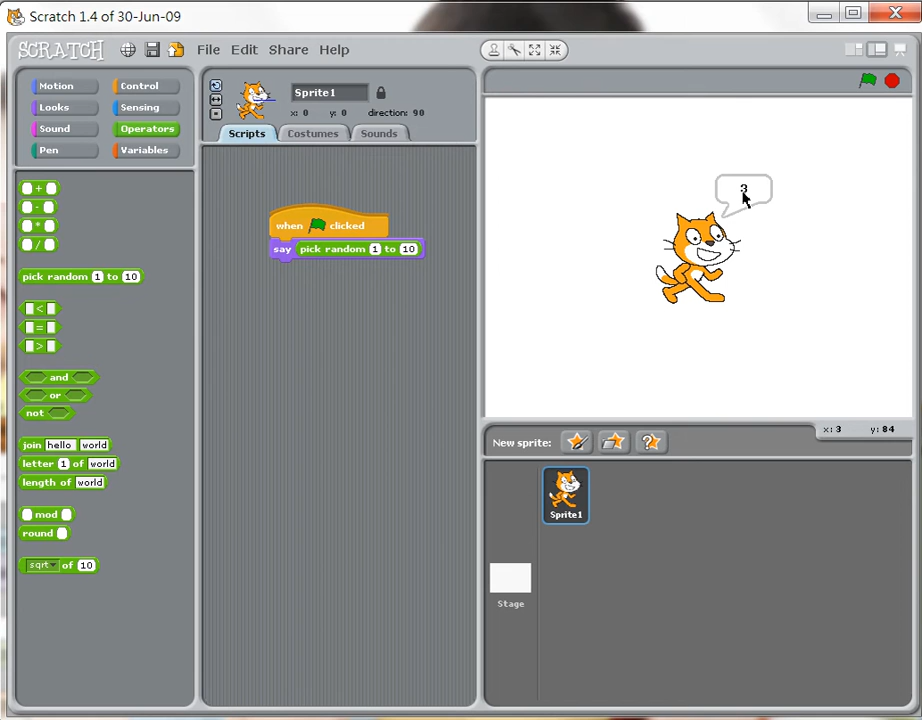 Scratch 1.4 of 30-Jun-09
SCRATCH File Edit Share Help
Motion Control
Looks Sensing
Sound Operators
Pen Variables
+
-
*
/
pick random 1 to 10
<
=
>
and
or
not
join hello world
letter 1 of world
length of world
mod
round
sqrt of 10
Sprite1
x: 0 y: 0 direction: 90
Scripts Costumes Sounds
when clicked
say pick random 1 to 10
3
x: 3 y: 84
New sprite:
Sprite1
Stage